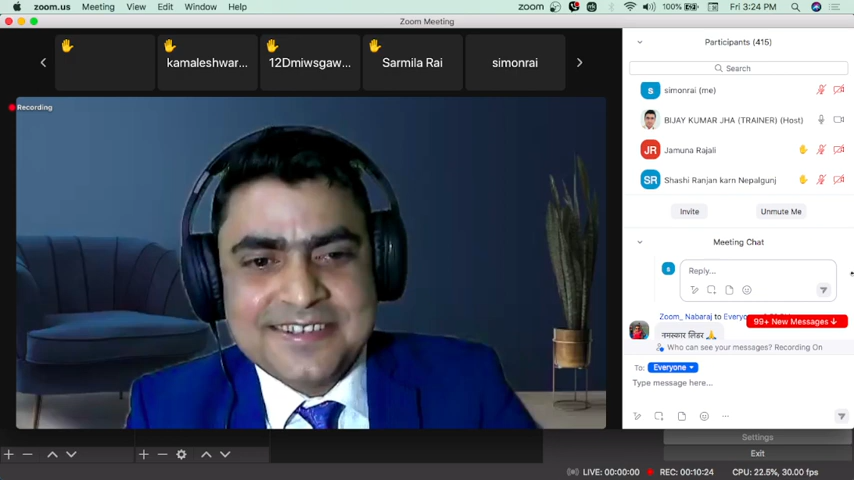 zoom.us Meeting View Edit Window Help
zoom 100% Fri 3:24 PM
Zoom Meeting
kamaleshwar... 12Dmiwsgaw... Sarmila Rai simonrai
Recording
Participants (415)
Search
s simonrai (me)
BIJAY KUMAR JHA (TRAINER) (Host)
JR Jamuna Rajali
SR Shashi Ranjan karn Nepalgunj
Invite Unmute Me
Meeting Chat
s Reply...
Zoom_ Nabaraj to Everyo
99+ New Messages ↓
नमस्कार लिडर 🙏
Who can see your messages? Recording On
To: Everyone
Type message here...
Settings
Exit
LIVE: 00:00:00 REC: 00:10:24 CPU: 22.5%, 30.00 fps